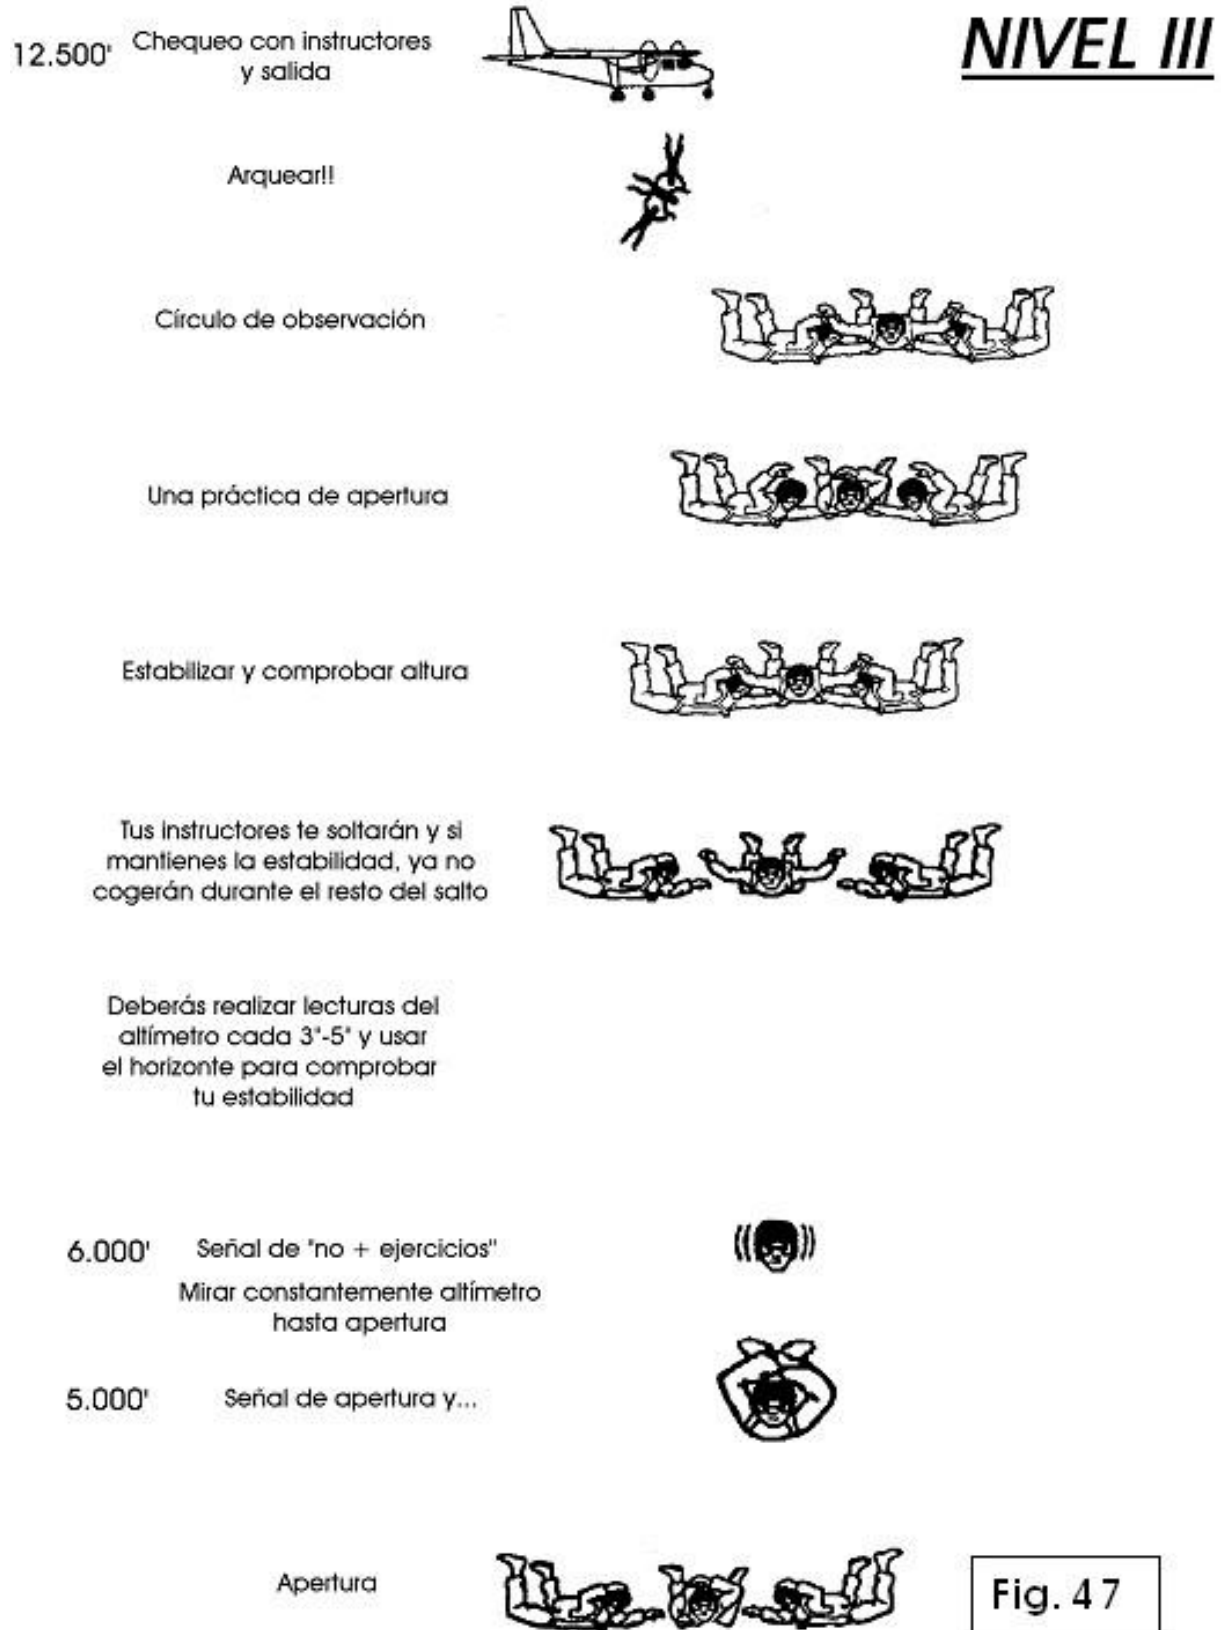 NIVEL III
12.500'
Chequeo con instructores
y salida
Arquear!!
Círculo de observación
Una práctica de apertura
Estabilizar y comprobar altura
Tus instructores te soltarán y si
mantienes la estabilidad, ya no
cogerán durante el resto del salto
Deberás realizar lecturas del
altímetro cada 3"-5" y usar
el horizonte para comprobar
tu estabilidad
6.000'
Señal de "no + ejercicios"
Mirar constantemente altímetro
hasta apertura
5.000'
Señal de apertura y...
Apertura
Fig. 47